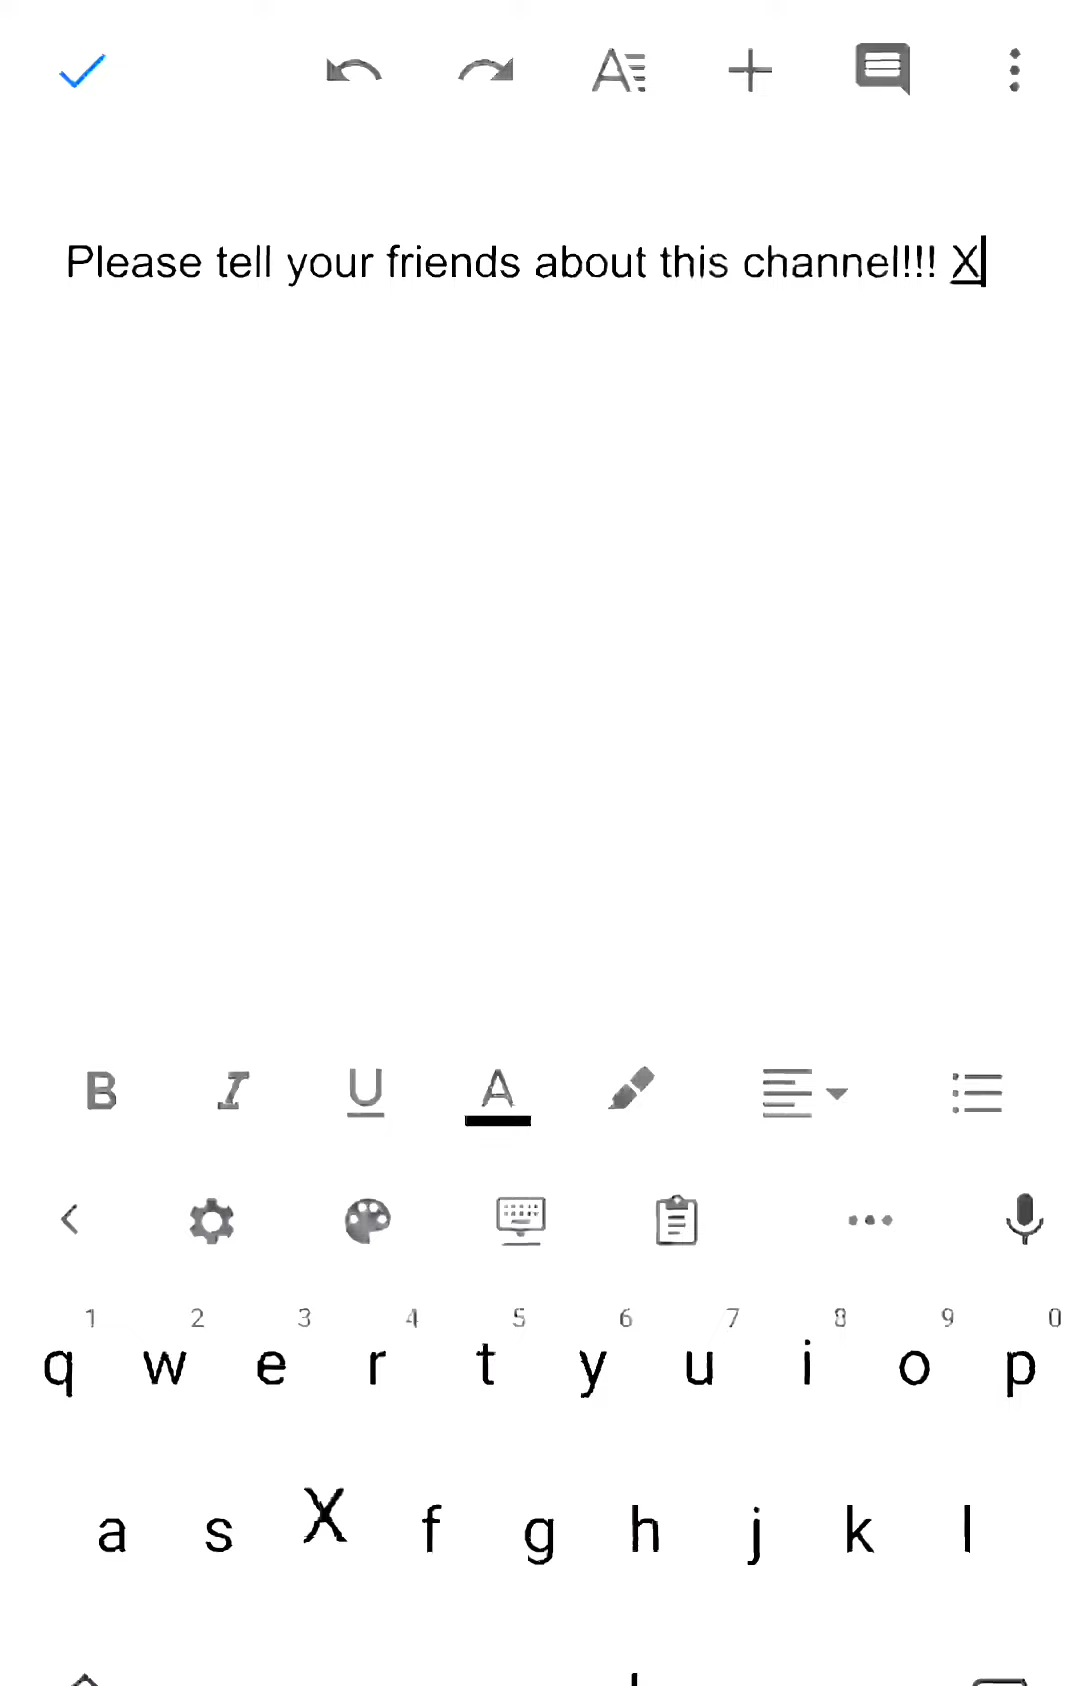 Please tell your friends about this channel!!! X
B I U A
1 2 3 4 5 6 7 8 9 0
q w e r t y u i o p
a s X f g h j k l